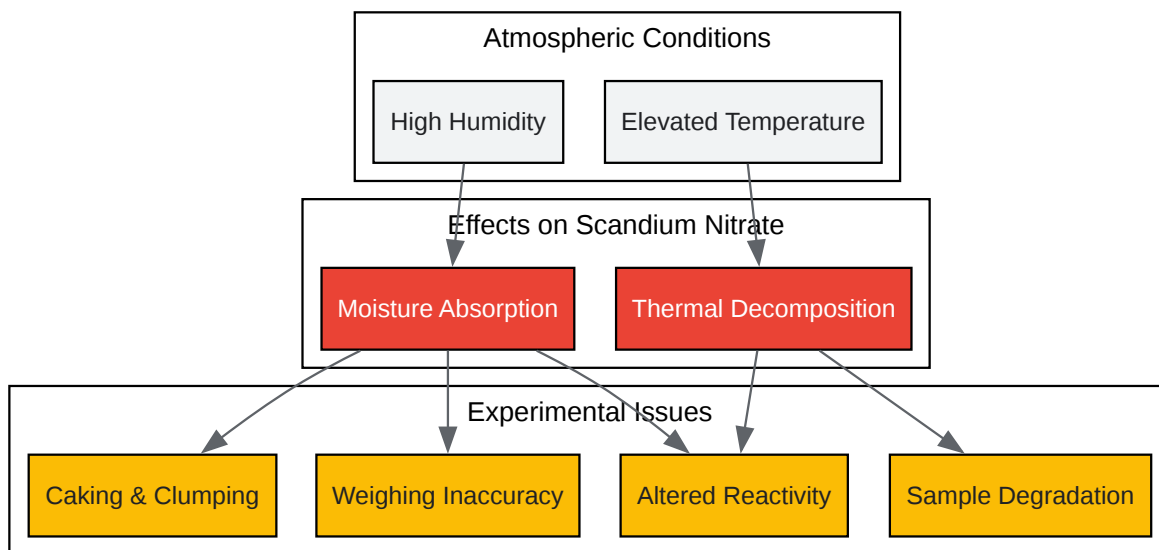 Atmospheric Conditions
High Humidity
Elevated Temperature
Effects on Scandium Nitrate
Moisture Absorption
Thermal Decomposition
Experimental Issues
Caking & Clumping
Weighing Inaccuracy
Altered Reactivity
Sample Degradation